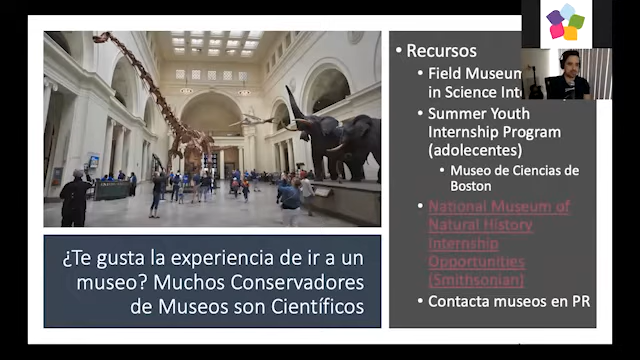 ¿Te gusta la experiencia de ir a un
museo? Muchos Conservadores
de Museos son Científicos
• Recursos
• Field Museum
in Science
• Summer Youth
Internship Program
(adolecentes)
• Museo de Ciencias de
Boston
• National Museum of
Natural History
Internship
Opportunities
(Smithsonian)
• Contacta museos en PR